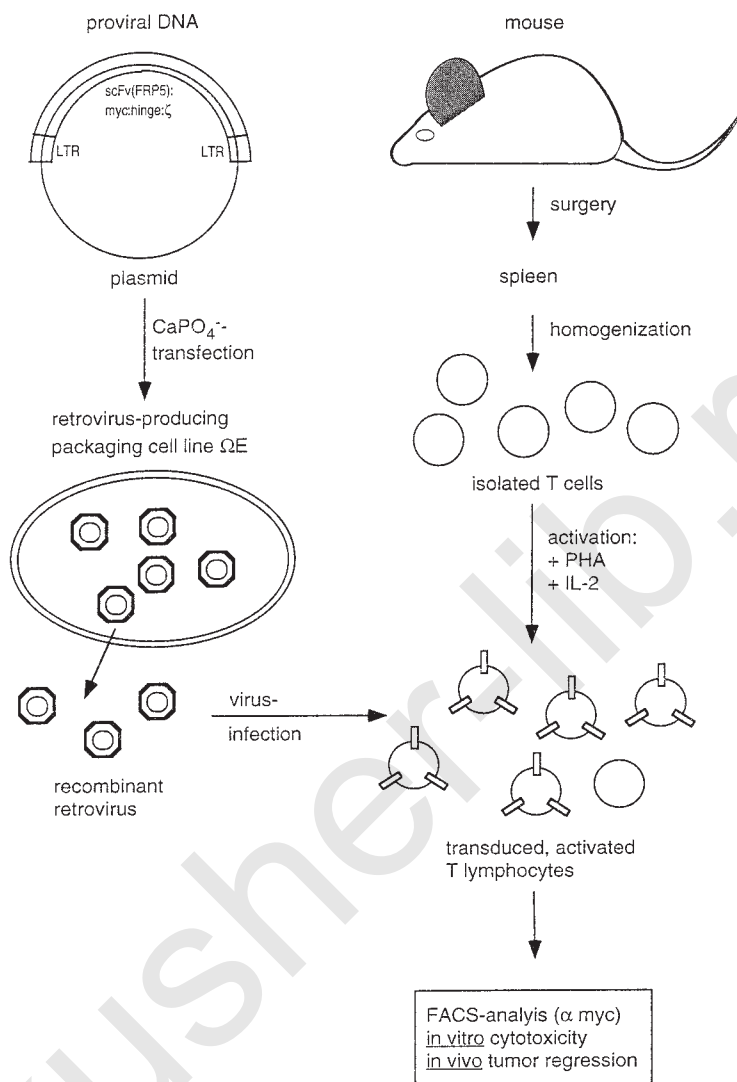 proviral DNA
scFv(FRP5):
myc:hinge:ζ
LTR
LTR
plasmid
CaPO₄⁻-
transfection
retrovirus-producing
packaging cell line ΩE
recombinant
retrovirus
virus-
infection
mouse
surgery
spleen
homogenization
isolated T cells
activation:
+ PHA
+ IL-2
transduced, activated
T lymphocytes
FACS-analyis (α myc)
in vitro cytotoxicity
in vivo tumor regression